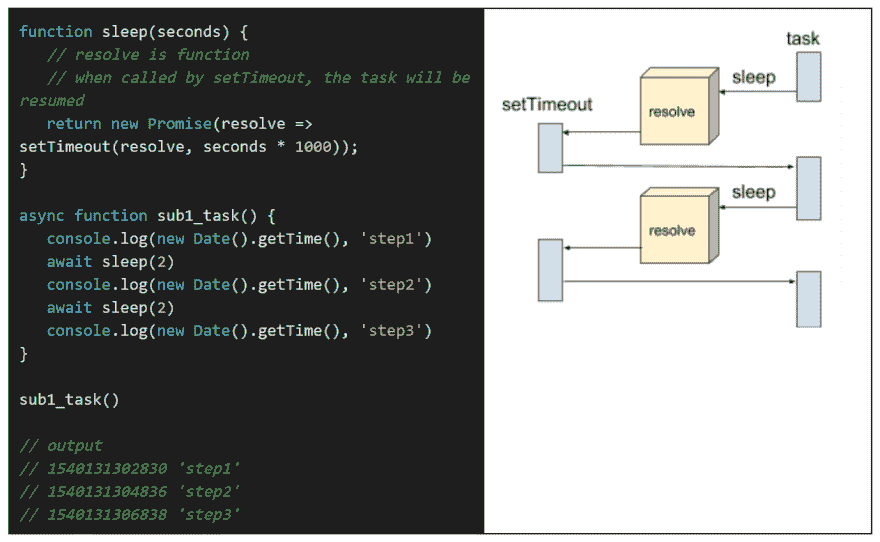 function sleep(seconds) {
// resolve is function
// when called by setTimeout, the task will be
resumed
return new Promise(resolve =>
setTimeout(resolve, seconds * 1000));
}
async function sub1_task() {
console.log(new Date().getTime(), 'step1')
await sleep(2)
console.log(new Date().getTime(), 'step2')
await sleep(2)
console.log(new Date().getTime(), 'step3')
}
sub1_task()
// output
// 1540131302830 'step1'
// 1540131304836 'step2'
// 1540131306838 'step3'
task
sleep
setTimeout
resolve
sleep
resolve